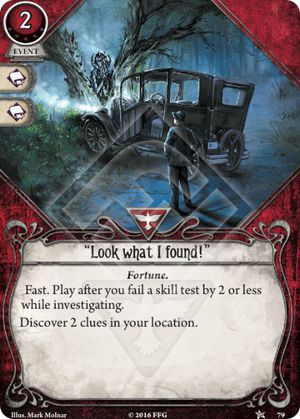 2
EVENT
"Look what I found!"
Fortune.
Fast. Play after you fail a skill test by 2 or less
while investigating.
Discover 2 clues in your location.
Illus. Mark Molnar © 2016 FFG 79